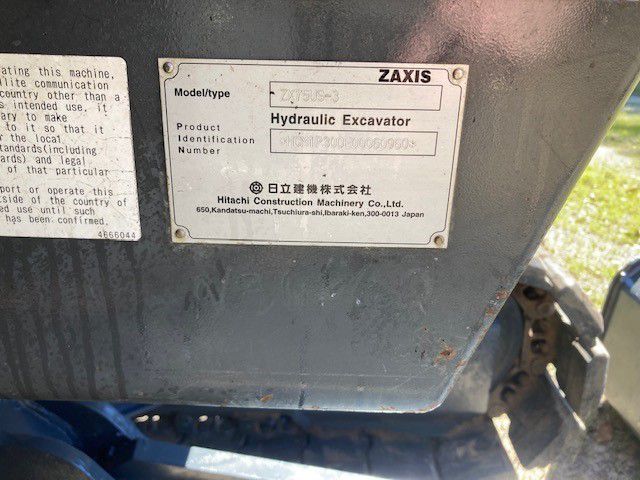 ating this machine,
llite communication
country other than a
s intended use, it
ary to make
to it so that it
r the local
standards(including
ards) and legal
of that particular
port or operate this
tside of the country of
ed use until such
has been confirmed.
4666044
ZAXIS
Model/type ZX75US-3
Hydraulic Excavator
Product
Identification
Number
日立建機株式会社
Hitachi Construction Machinery Co.,Ltd.
650,Kandatsu-machi,Tsuchiura-shi,Ibaraki-ken,300-0013 Japan